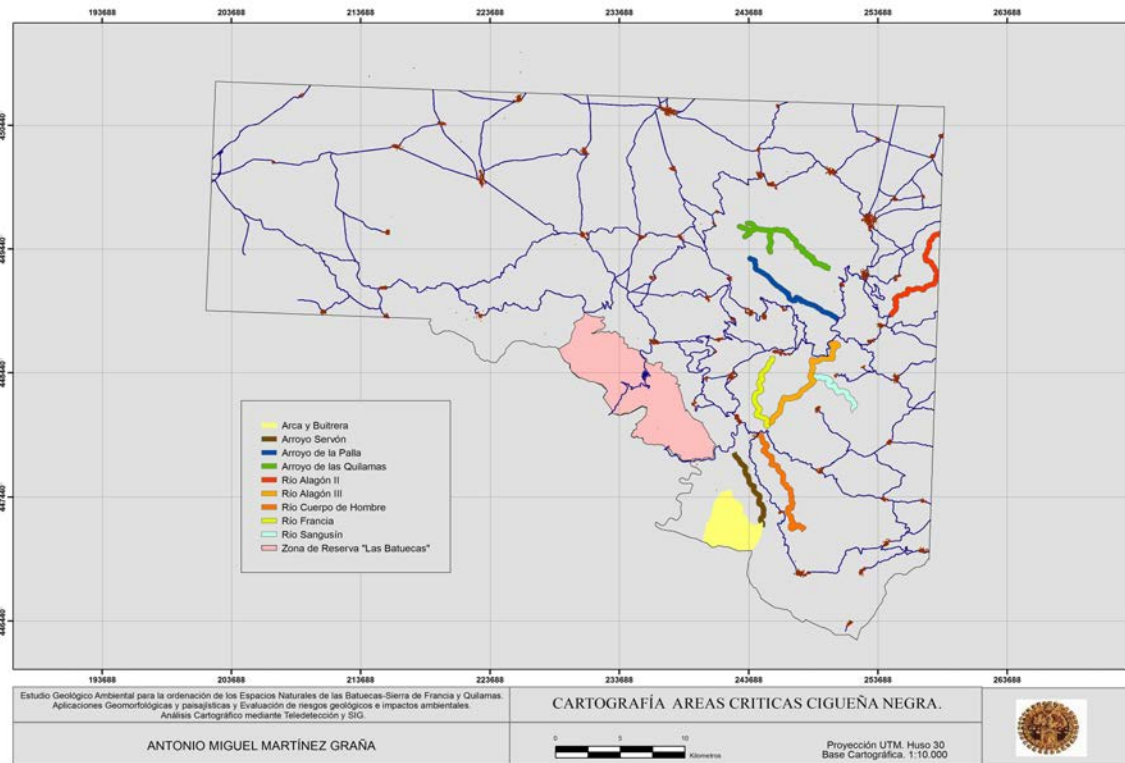 193688 203688 213688 223688 233688 243688 253688 263688
447440
Arca y Buitrera
Arroyo Servón
Arroyo de la Palla
Arroyo de las Quilamas
Río Alagón II
Río Alagón III
Río Cuerpo de Hombre
Río Francia
Río Sangusín
Zona de Reserva "Las Batuecas"
193688 203688 213688 223688 233688 243688 253688 263688
Estudio Geológico Ambiental para la ordenación de los Espacios Naturales de las Batuecas-Sierra de Francia y Quilamas.
Aplicaciones Geomorfológicas y paisajísticas y Evaluación de riesgos geológicos e impactos ambientales.
Análisis Cartográfico mediante Teledetección y SIG.
ANTONIO MIGUEL MARTÍNEZ GRAÑA
CARTOGRAFÍA AREAS CRITICAS CIGUEÑA NEGRA.
0 5 10
Kilometros
Proyección UTM. Huso 30
Base Cartográfica. 1:10.000